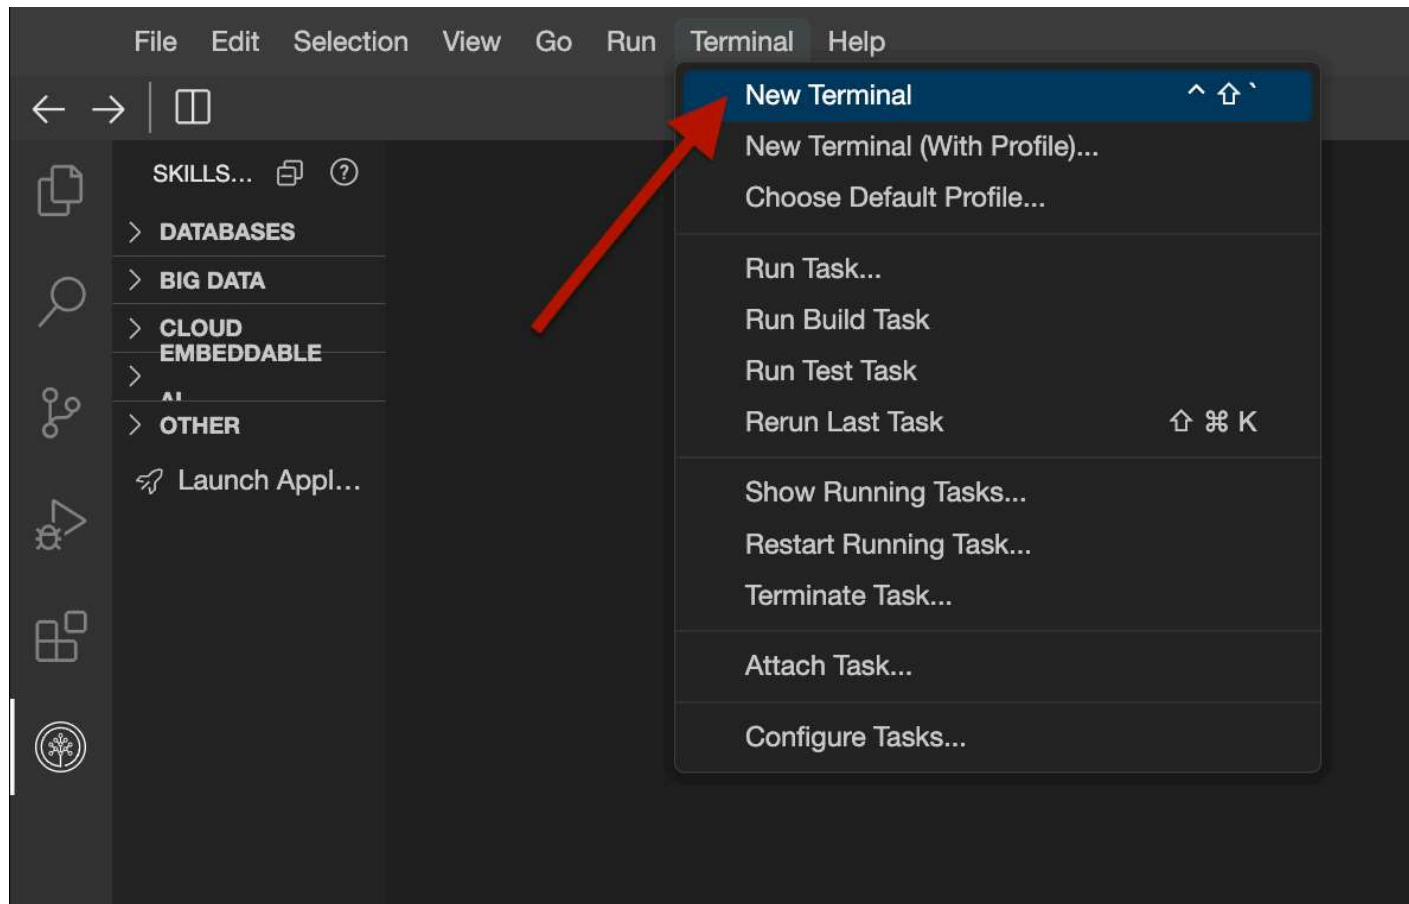 File Edit Selection View Go Run Terminal Help
SKILLS...
DATABASES
BIG DATA
CLOUD
EMBEDDABLE
AI
OTHER
Launch Appl...
New Terminal ^ ⇧ `
New Terminal (With Profile)...
Choose Default Profile...
Run Task...
Run Build Task
Run Test Task
Rerun Last Task ⇧ ⌘ K
Show Running Tasks...
Restart Running Task...
Terminate Task...
Attach Task...
Configure Tasks...